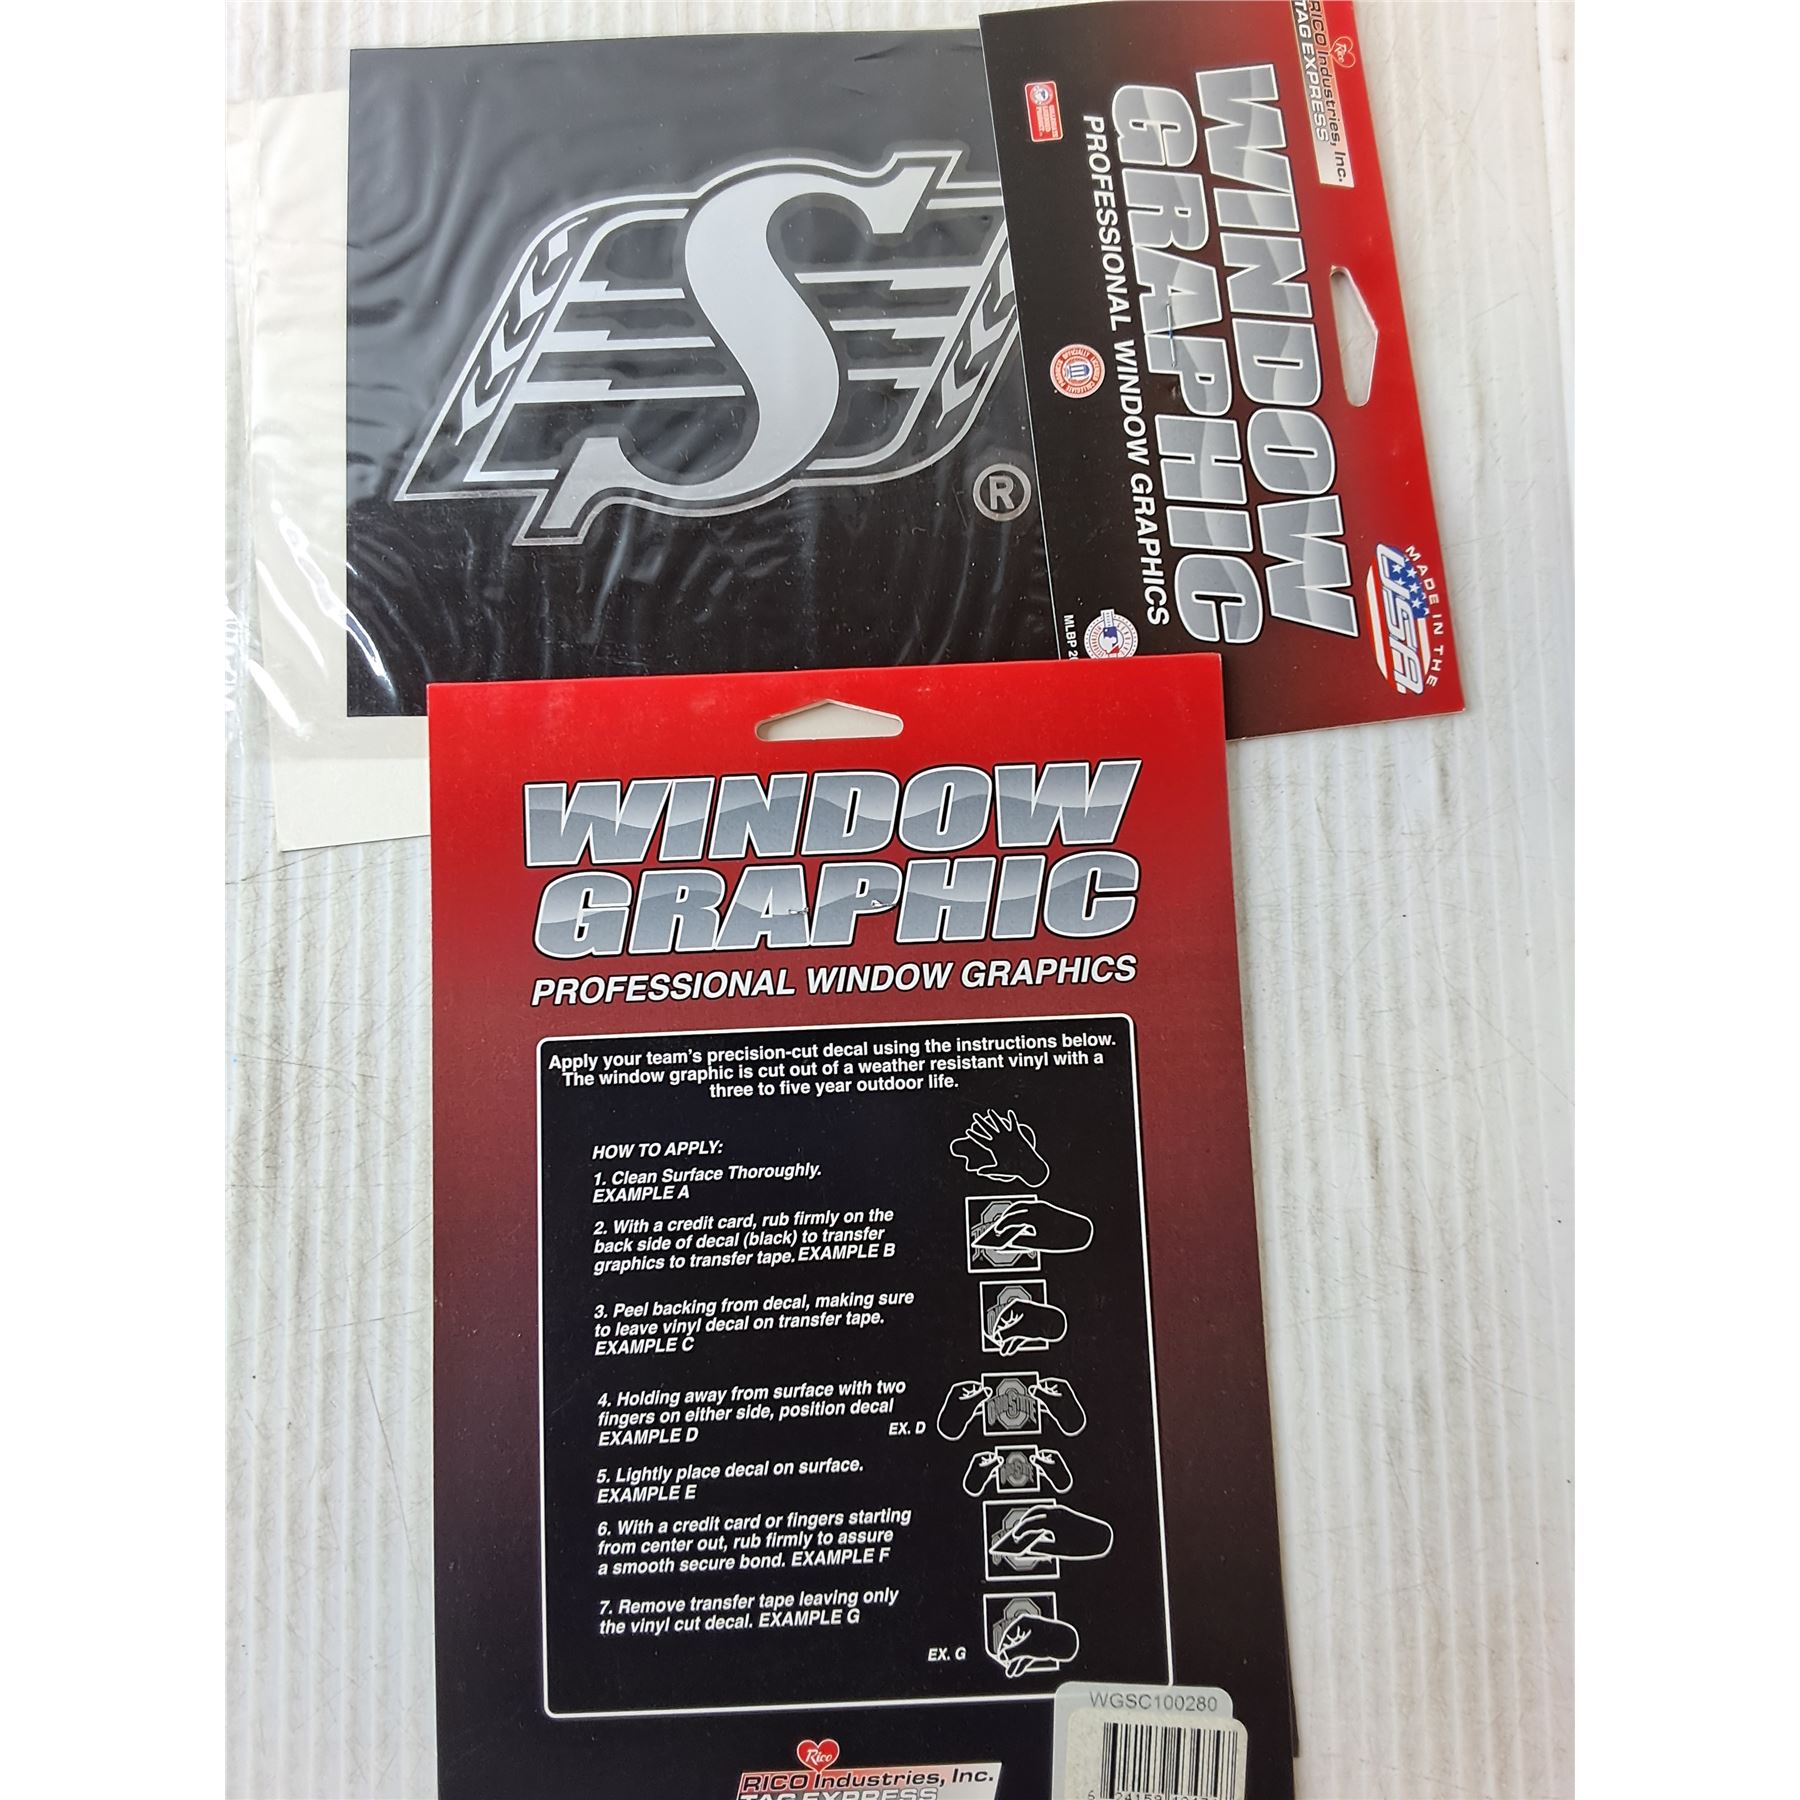 S
®
Rico
RICO Industries, Inc.
TAG EXPRESS
WINDOW
GRAPHIC
PROFESSIONAL WINDOW GRAPHICS
MADE IN THE
USA
MLBP
WINDOW
GRAPHIC
PROFESSIONAL WINDOW GRAPHICS
Apply your team's precision-cut decal using the instructions below.
The window graphic is cut out of a weather resistant vinyl with a
three to five year outdoor life.
HOW TO APPLY:
1. Clean Surface Thoroughly.
EXAMPLE A
2. With a credit card, rub firmly on the
back side of decal (black) to transfer
graphics to transfer tape. EXAMPLE B
3. Peel backing from decal, making sure
to leave vinyl decal on transfer tape.
EXAMPLE C
4. Holding away from surface with two
fingers on either side, position decal
EXAMPLE D
EX. D
5. Lightly place decal on surface.
EXAMPLE E
6. With a credit card or fingers starting
from center out, rub firmly to assure
a smooth secure bond. EXAMPLE F
7. Remove transfer tape leaving only
the vinyl cut decal. EXAMPLE G
EX. G
WGSC100280
Rico
RICO Industries, Inc.
TAG EXPRESS